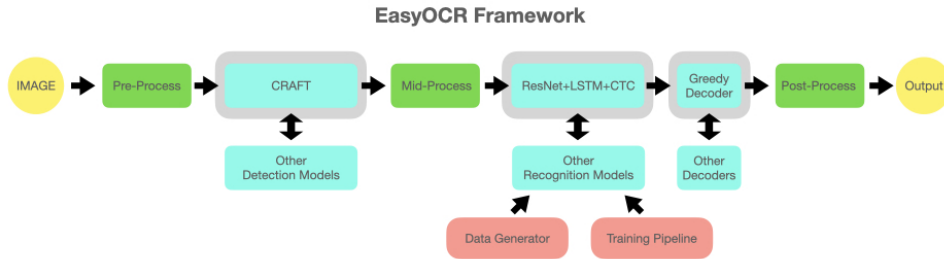 EasyOCR Framework
IMAGE
Pre-Process
CRAFT
Mid-Process
ResNet+LSTM+CTC
Greedy
Decoder
Post-Process
Output
Other
Detection Models
Other
Recognition Models
Other
Decoders
Data Generator
Training Pipeline